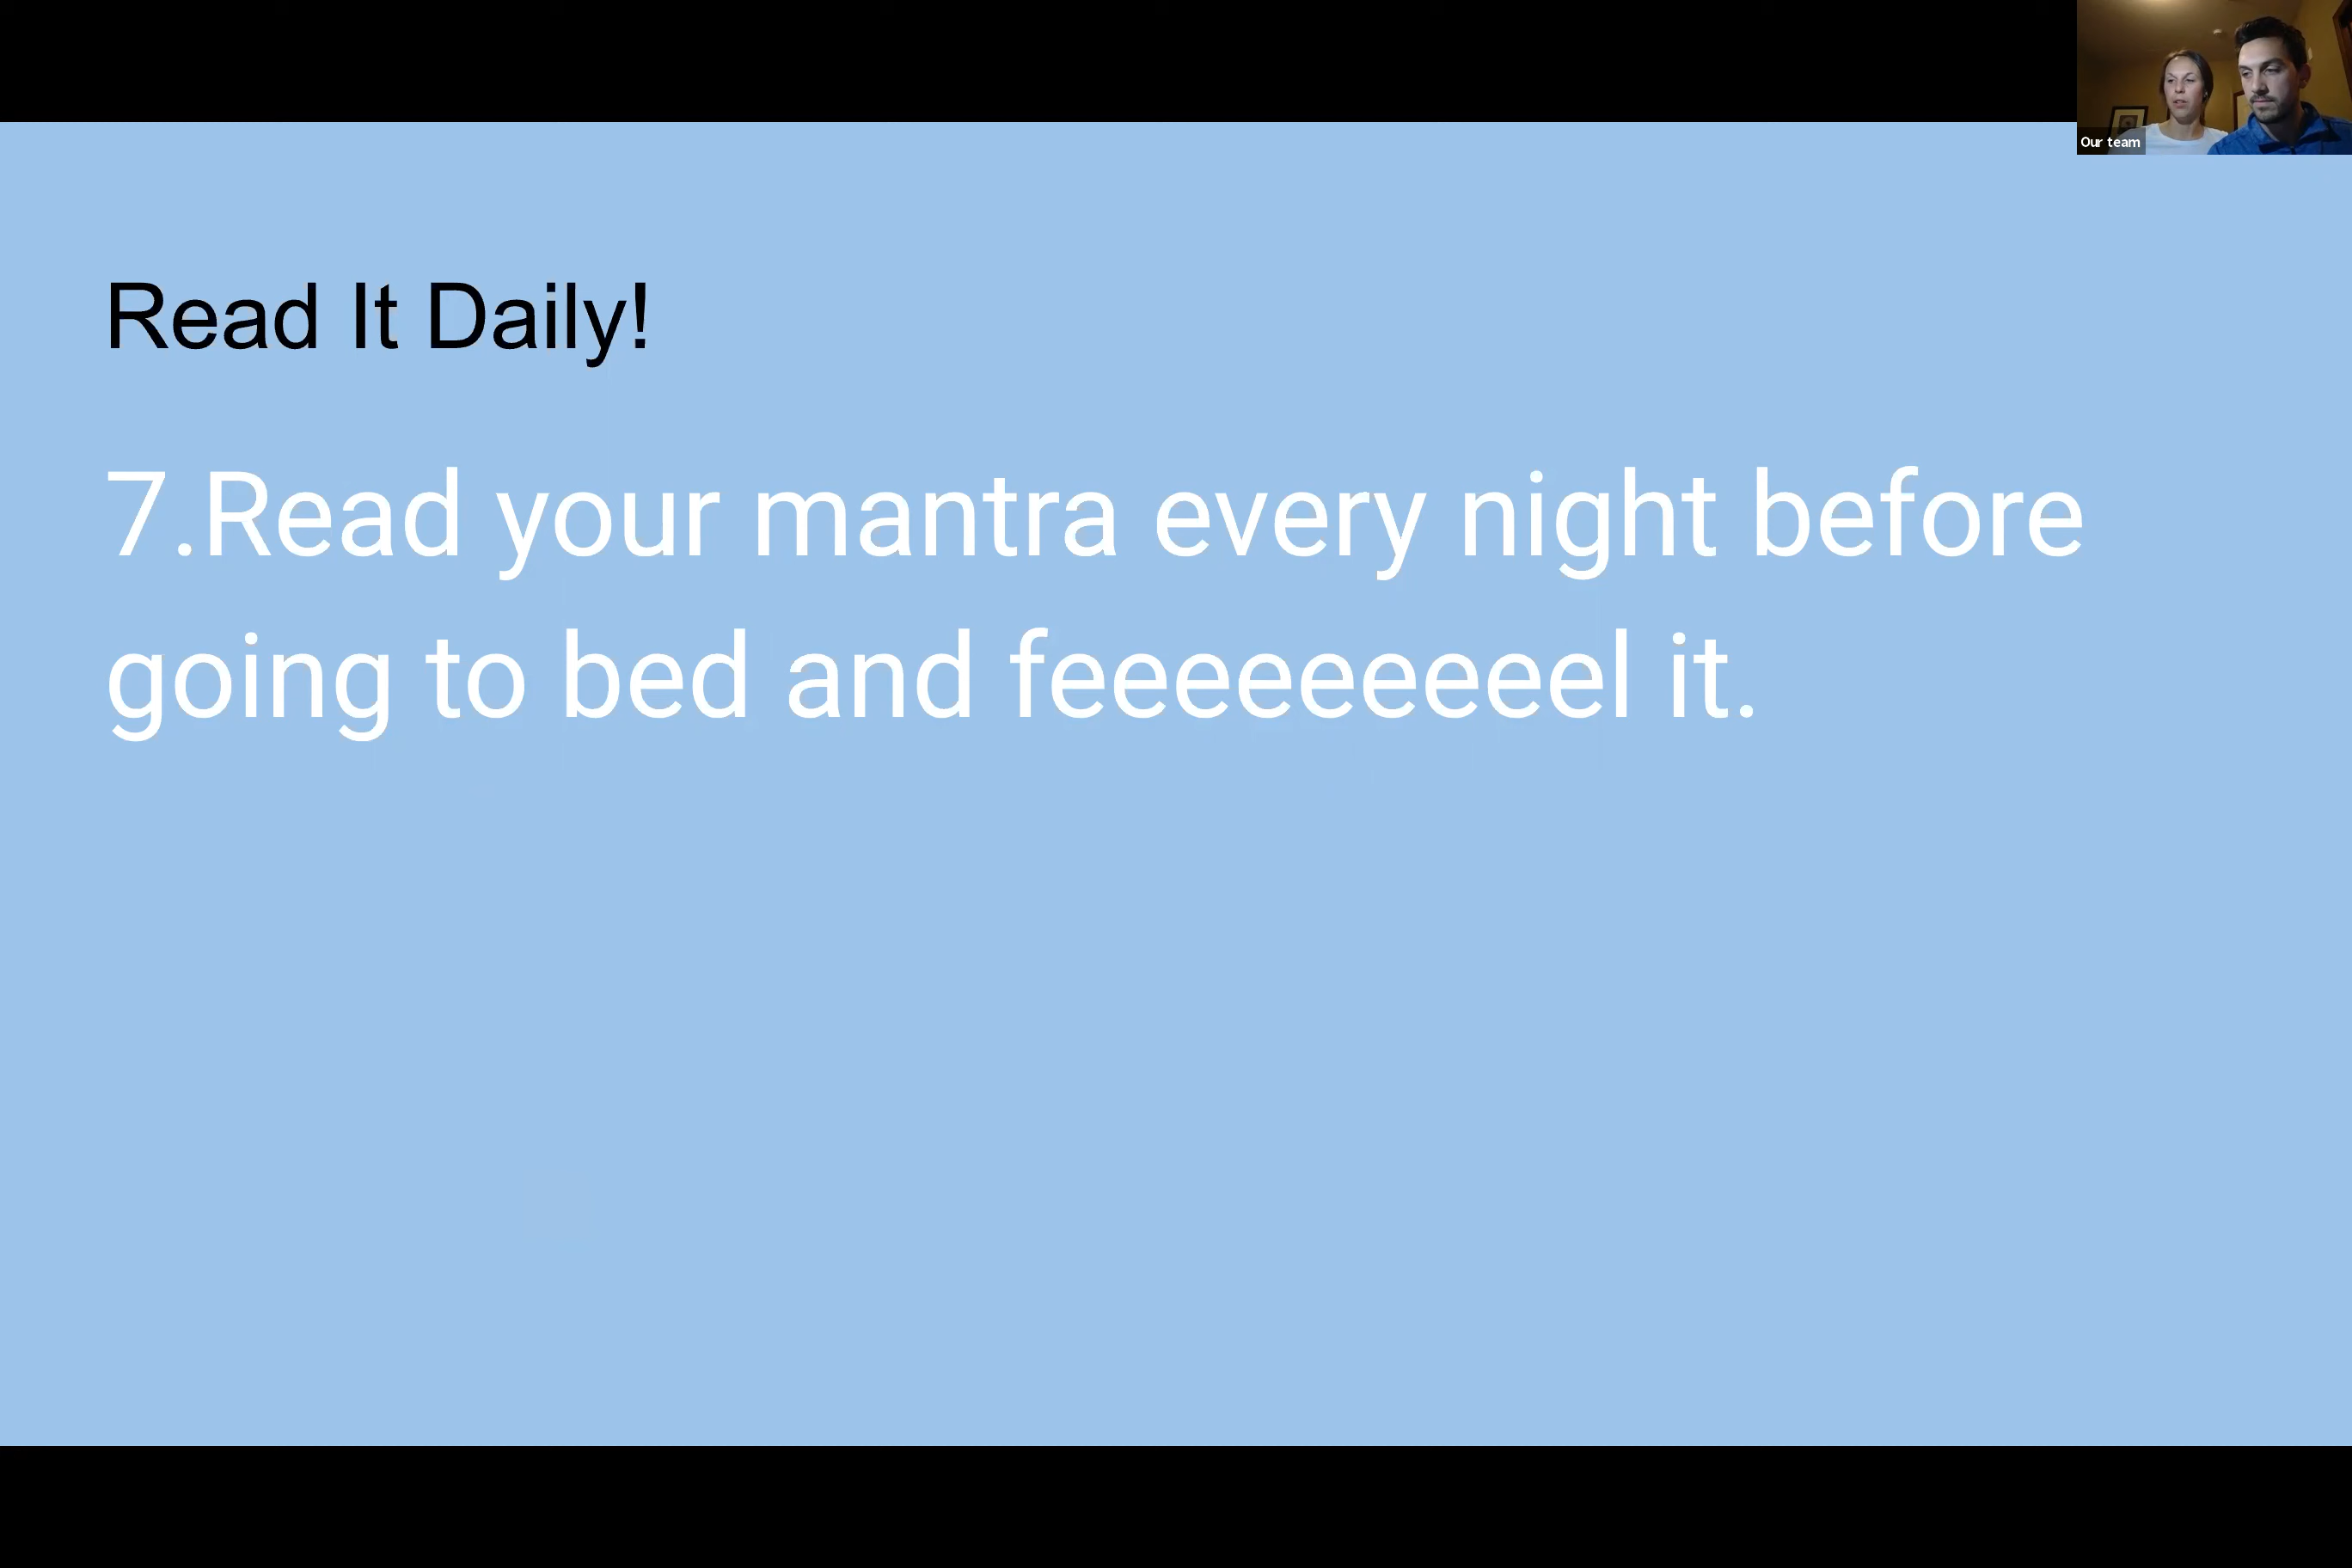 Our team
Read It Daily!
7.Read your mantra every night before
going to bed and feeeeeeeeel it.